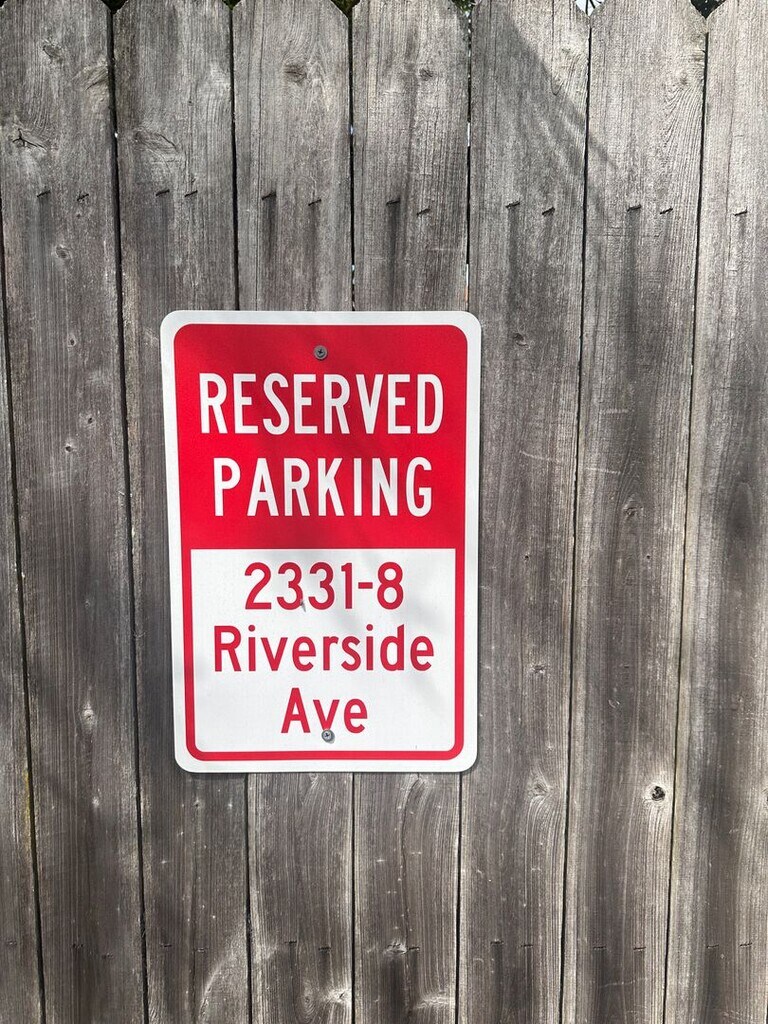 RESERVED
PARKING
2331-8
Riverside
Ave